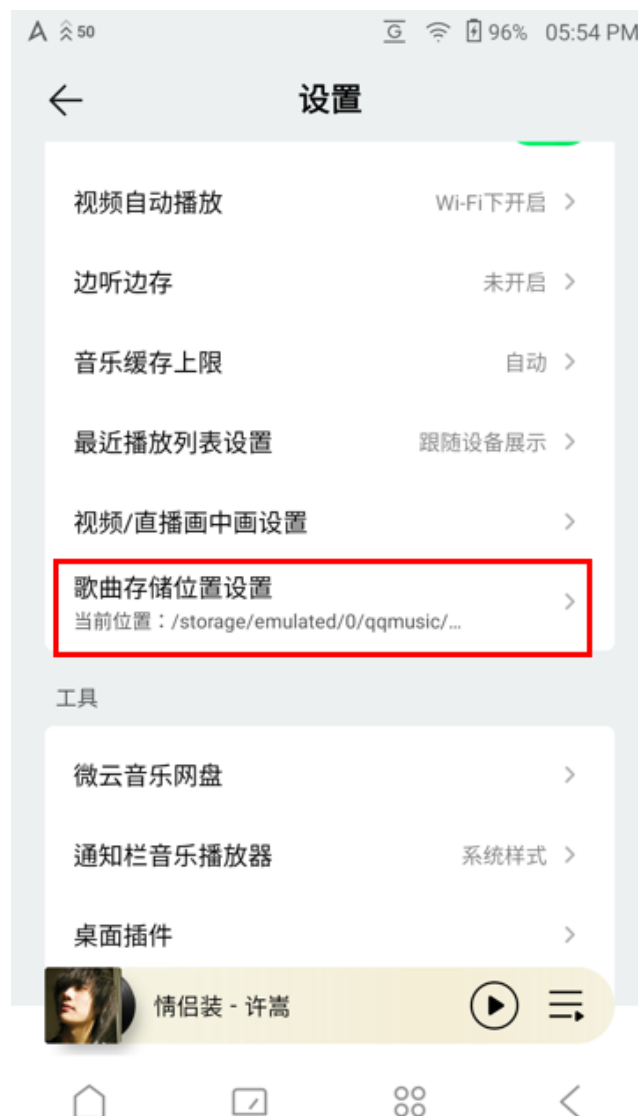 A 50 G 96% 05:54 PM
设置
视频自动播放 Wi-Fi下开启
边听边存 未开启
音乐缓存上限 自动
最近播放列表设置 跟随设备展示
视频/直播画中画设置
歌曲存储位置设置
当前位置：/storage/emulated/0/qqmusic/...
工具
微云音乐网盘
通知栏音乐播放器 系统样式
桌面插件
情侣装 - 许嵩